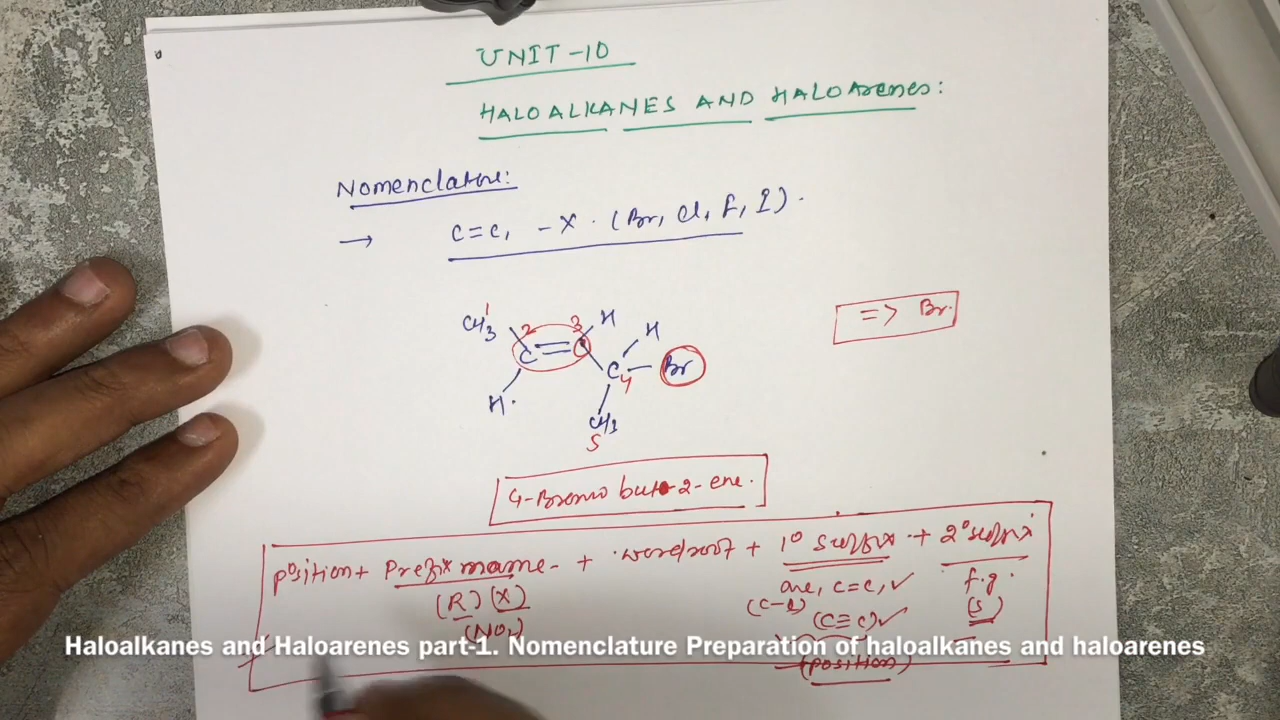 UNIT-10
HALOALKANES AND HALOArenes:
Nomenclature:
→ C=C, -X. (Br, Cl, F, I).
=> Br.
CH3 1 2 3 H
H
C = C
C 4 Br
H.
CH3
5
4-Bromo but-2-ene.
position + Prefix name + word root + 1° suffix + 2° suffix
(R) (X) ane, C=C, ✓ f.g.
(NO2) (C-C) (C≡C) ✓ (s)
Haloalkanes and Haloarenes part-1. Nomenclature Preparation of haloalkanes and haloarenes
(position)